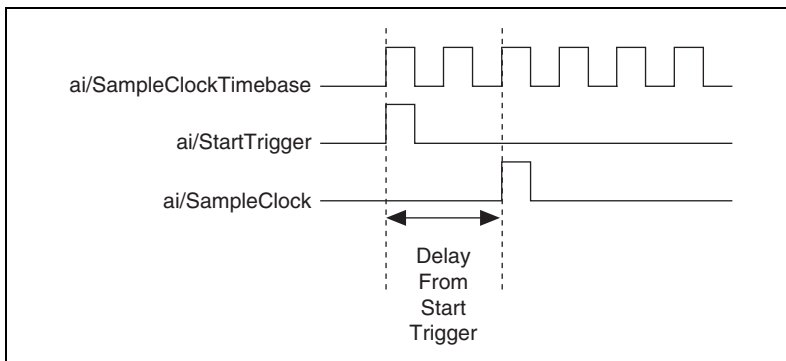 ai/SampleClockTimebase
ai/StartTrigger
ai/SampleClock
Delay
From
Start
Trigger